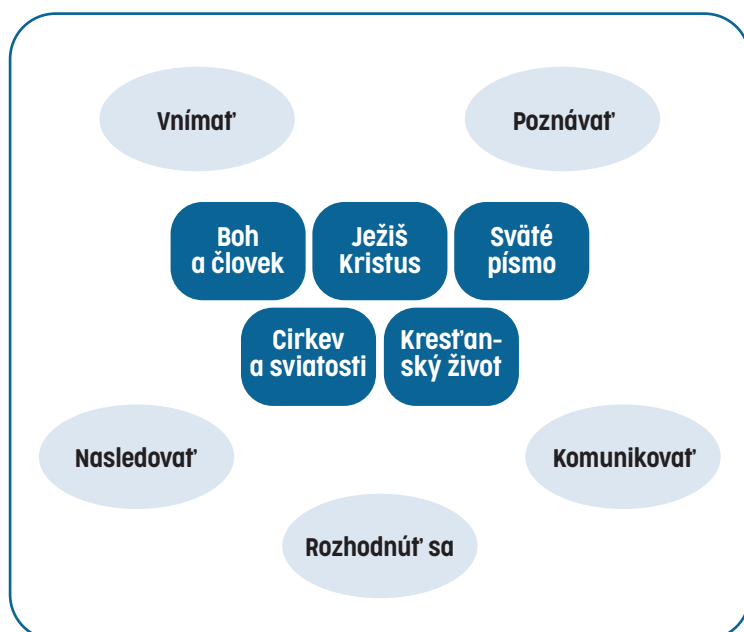 Vnímať
Poznávať
Boh
a človek
Ježiš
Kristus
Sväté
písmo
Cirkev
a sviatosti
Kresťan-
ský život
Nasledovať
Komunikovať
Rozhodnúť sa